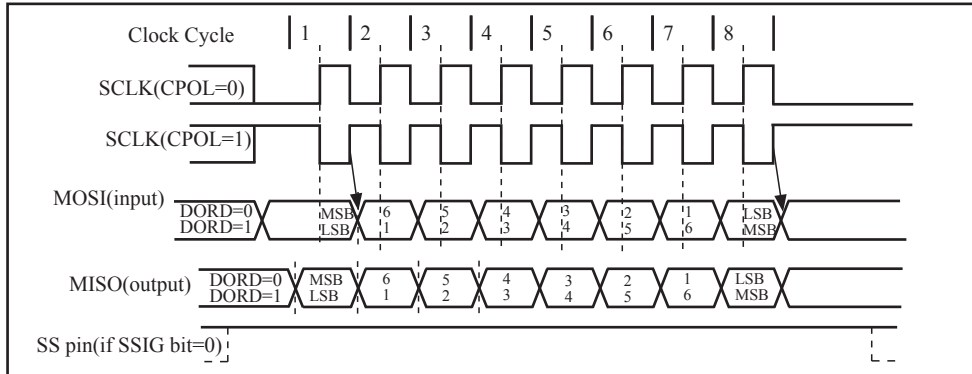 Clock Cycle 1 2 3 4 5 6 7 8
SCLK(CPOL=0)
SCLK(CPOL=1)
MOSI(input)
DORD=0 MSB 6 5 4 3 2 1 LSB
DORD=1 LSB 1 2 3 4 5 6 MSB
MISO(output)
DORD=0 MSB 6 5 4 3 2 1 LSB
DORD=1 LSB 1 2 3 4 5 6 MSB
SS pin(if SSIG bit=0)